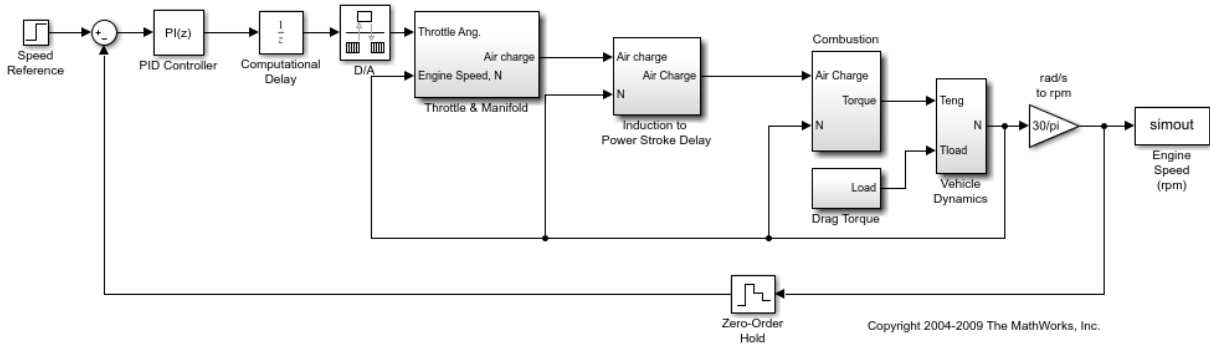 Speed
Reference
+
−
PI(z)
PID Controller
1
z
Computational
Delay
D/A
Throttle Ang.
Air charge
Engine Speed, N
Throttle & Manifold
Air charge
Air Charge
N
Induction to
Power Stroke Delay
Combustion
Air Charge
Torque
N
Load
Drag Torque
Teng
N
Tload
Vehicle
Dynamics
rad/s
to rpm
30/pi
simout
Engine
Speed
(rpm)
Zero-Order
Hold
Copyright 2004-2009 The MathWorks, Inc.